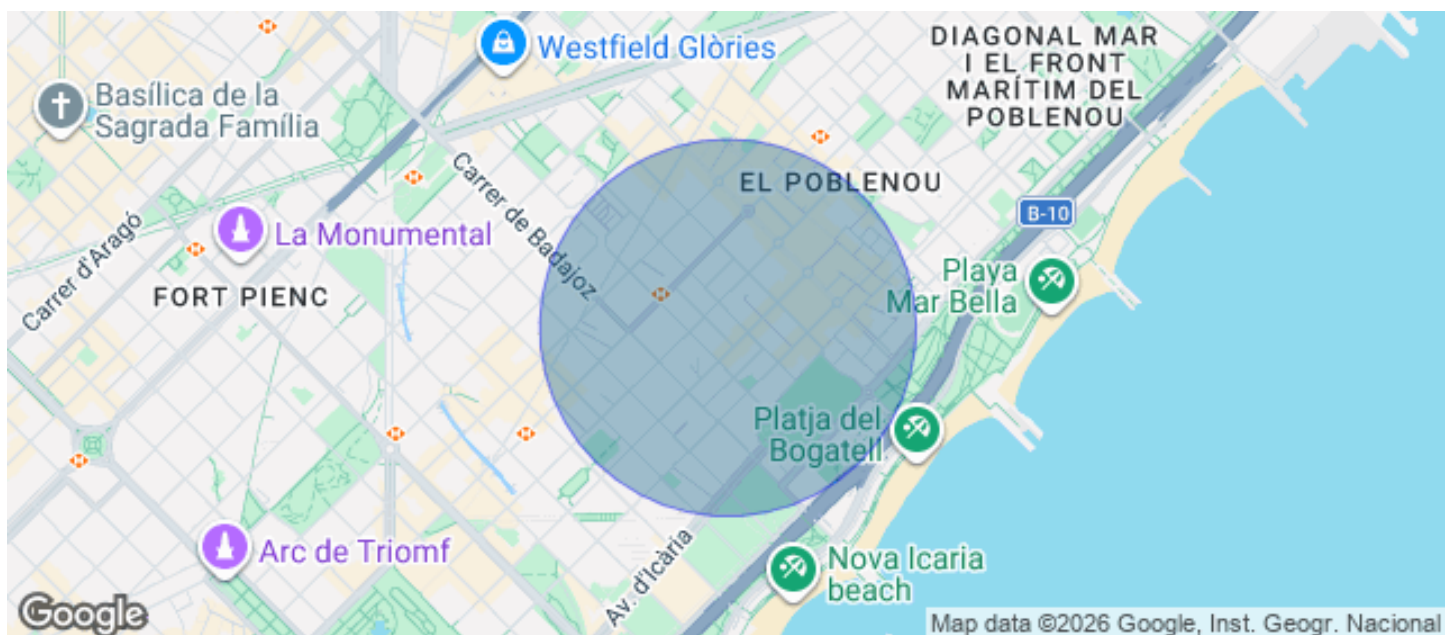 Westfield Glòries
DIAGONAL MAR
I EL FRONT
MARÍTIM DEL
POBLENOU
Basílica de la
Sagrada Família
Carrer de Badajoz
EL POBLENOU
B-10
Carrer d'Aragó
La Monumental
FORT PIENC
Playa
Mar Bella
Platja del
Bogatell
Arc de Triomf
Av. d'Icària
Nova Icaria
beach
Google
Map data ©2026 Google, Inst. Geogr. Nacional